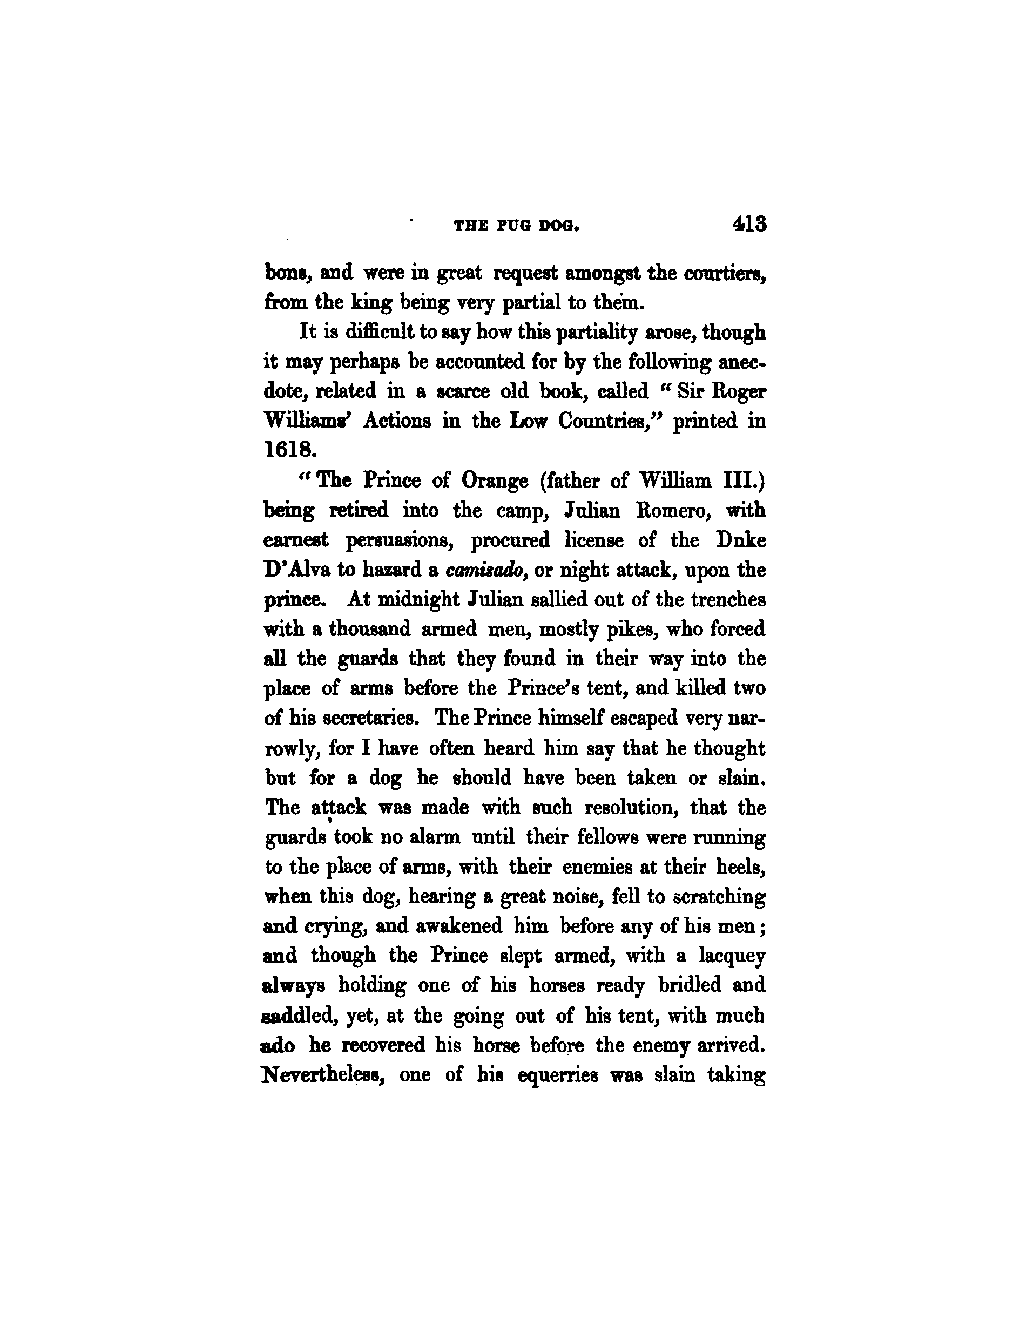 THE PUG DOG. 413
bons, and were in great request amongst the courtiers,
from the king being very partial to them.
It is difficult to say how this partiality arose, though
it may perhaps be accounted for by the following anec-
dote, related in a scarce old book, called “ Sir Roger
Williams’ Actions in the Low Countries,” printed in
1618.
“ The Prince of Orange (father of William III.)
being retired into the camp, Julian Romero, with
earnest persuasions, procured license of the Duke
D’Alva to hazard a camisado, or night attack, upon the
prince. At midnight Julian sallied out of the trenches
with a thousand armed men, mostly pikes, who forced
all the guards that they found in their way into the
place of arms before the Prince’s tent, and killed two
of his secretaries. The Prince himself escaped very nar-
rowly, for I have often heard him say that he thought
but for a dog he should have been taken or slain.
The attack was made with such resolution, that the
guards took no alarm until their fellows were running
to the place of arms, with their enemies at their heels,
when this dog, hearing a great noise, fell to scratching
and crying, and awakened him before any of his men ;
and though the Prince slept armed, with a lacquey
always holding one of his horses ready bridled and
saddled, yet, at the going out of his tent, with much
ado he recovered his horse before the enemy arrived.
Nevertheless, one of his equerries was slain taking